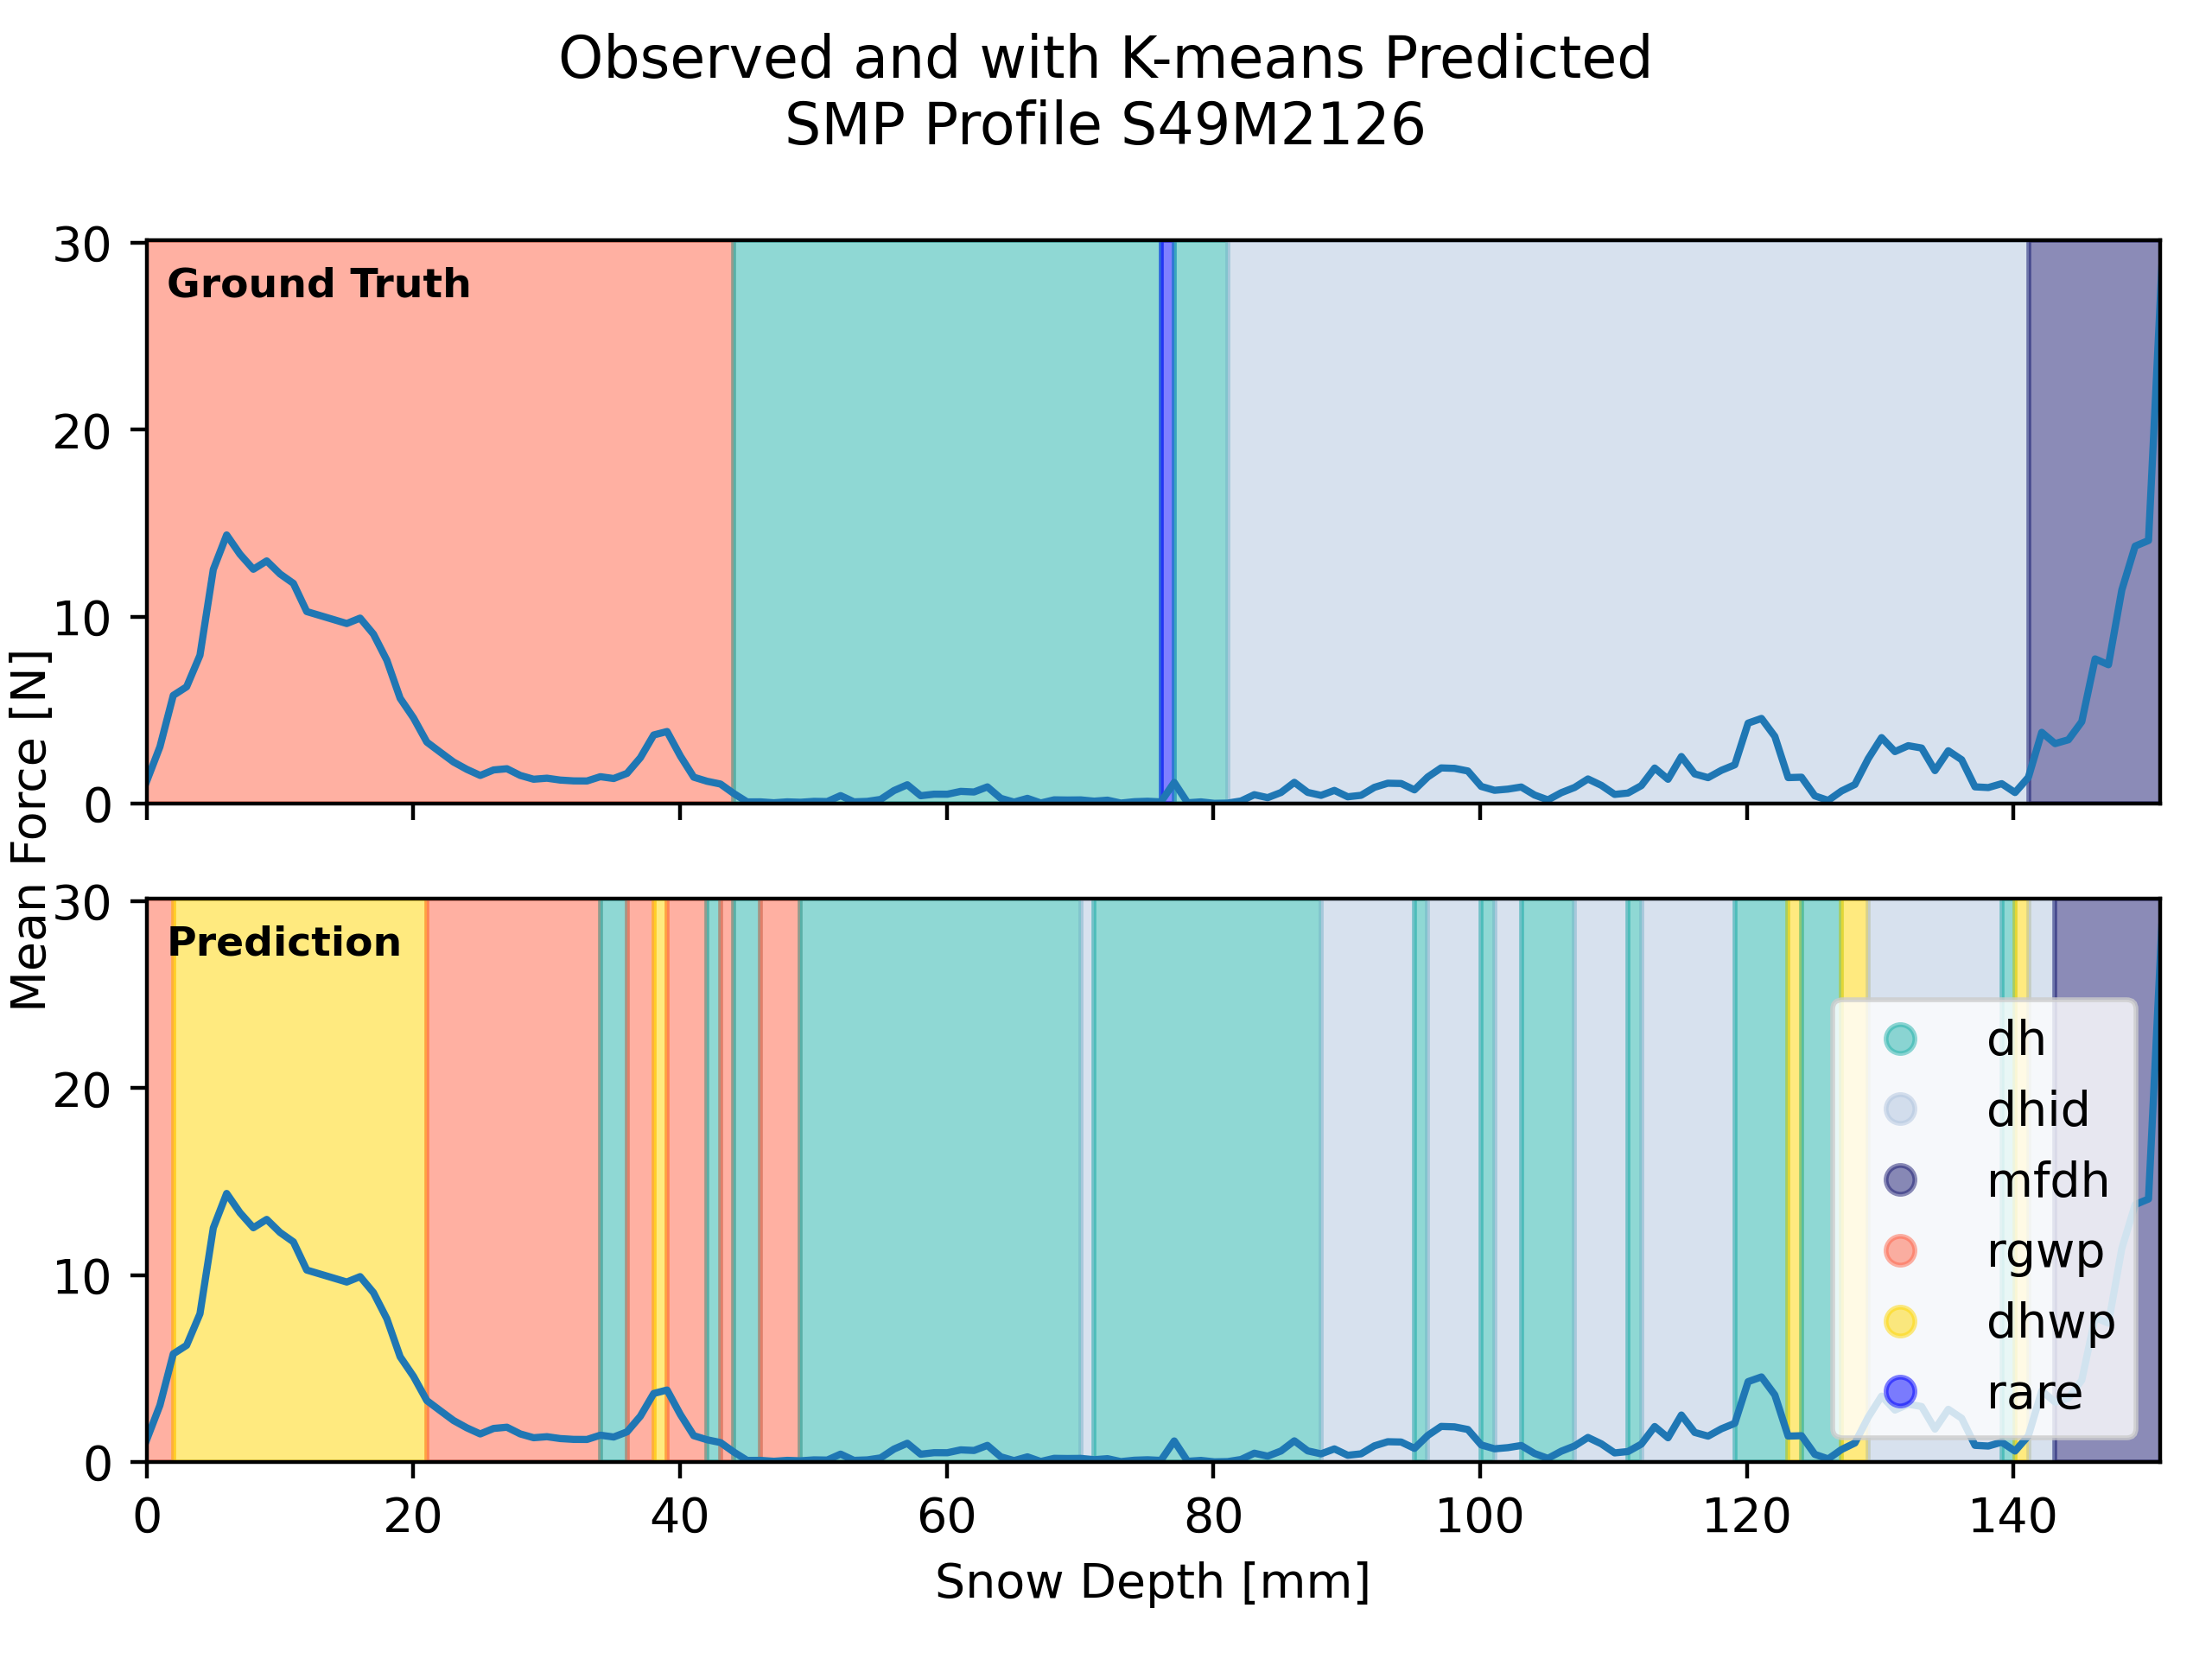 Observed and with K-means Predicted
SMP Profile S49M2126
Mean Force [N]
30
20
10
0
Ground Truth
30
20
10
0
Prediction
dh
dhid
mfdh
rgwp
dhwp
rare
0 20 40 60 80 100 120 140
Snow Depth [mm]